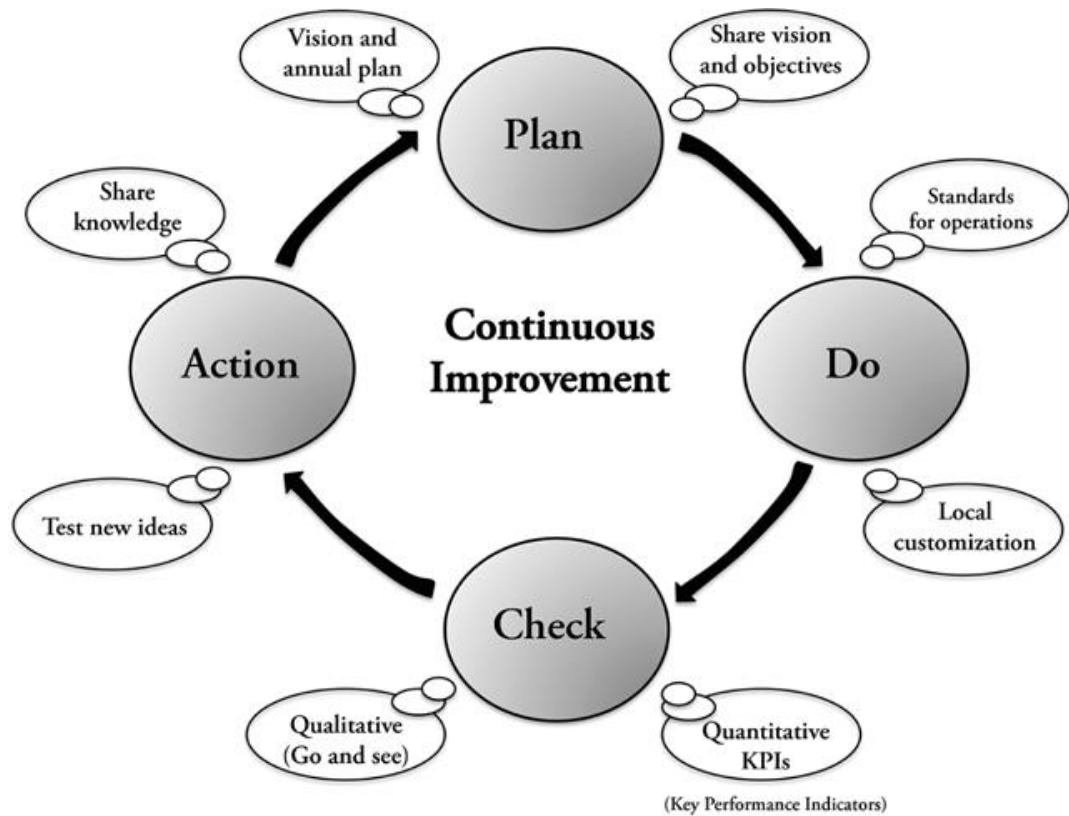 Vision and
annual plan
Share vision
and objectives
Plan
Share
knowledge
Standards
for operations
Continuous
Improvement
Action
Do
Test new ideas
Local
customization
Check
Qualitative
(Go and see)
Quantitative
KPIs
(Key Performance Indicators)